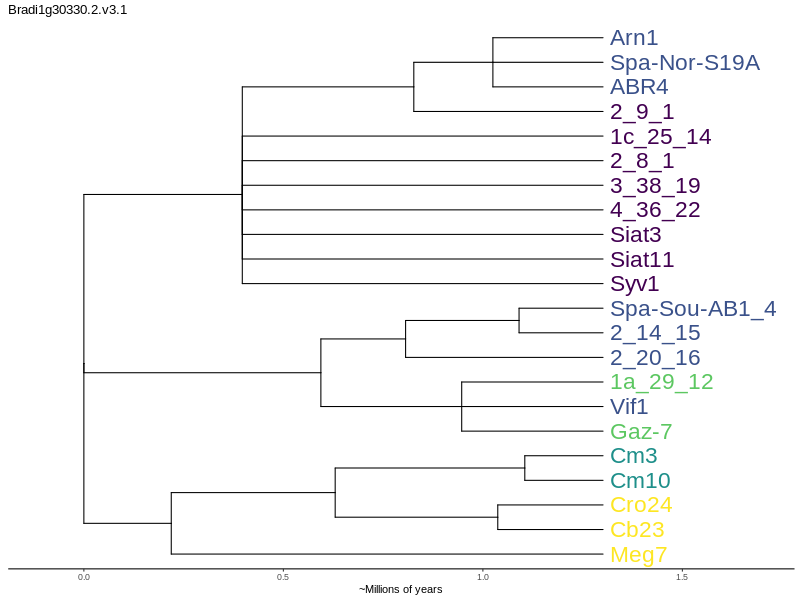 Bradi1g30330.2.v3.1
Arn1
Spa-Nor-S19A
ABR4
2_9_1
1c_25_14
2_8_1
3_38_19
4_36_22
Siat3
Siat11
Syv1
Spa-Sou-AB1_4
2_14_15
2_20_16
1a_29_12
Vif1
Gaz-7
Cm3
Cm10
Cro24
Cb23
Meg7
0.0 0.5 1.0 1.5
~Millions of years